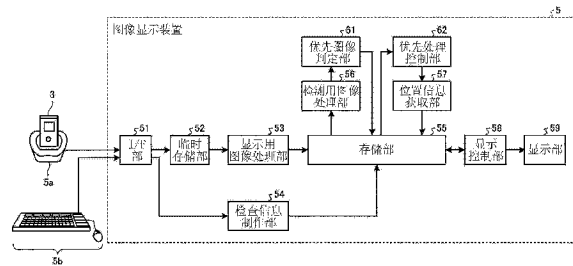 5
图像显示装置
61
优先图像
判定部
62
优先处理
控制部
3
56
检测用图像
处理部
57
位置信息
获取部
51
I/F
部
52
临时
存储部
53
显示用
图像处理部
55
存储部
58
显示
控制部
59
显示部
5a
54
检查信息
制作部
5b